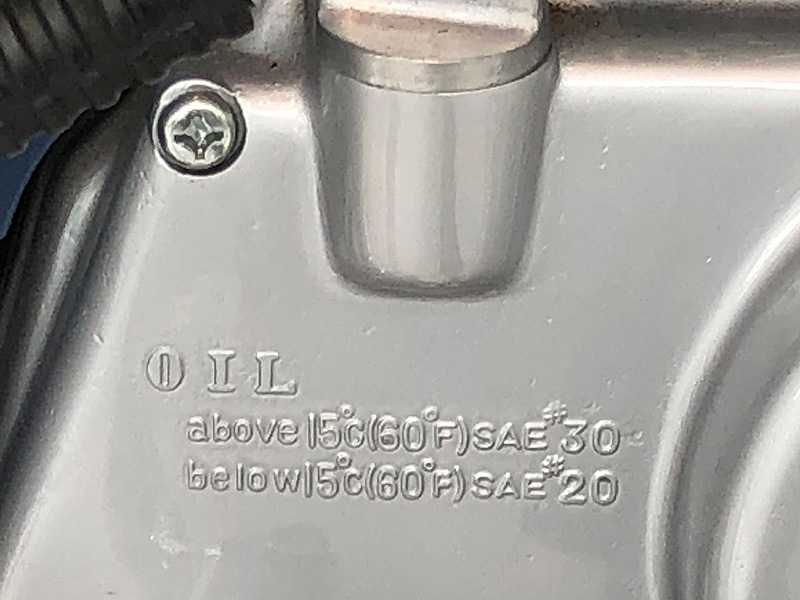 OIL
above 15°C(60°F) SAE #30
below 15°C(60°F) SAE #20